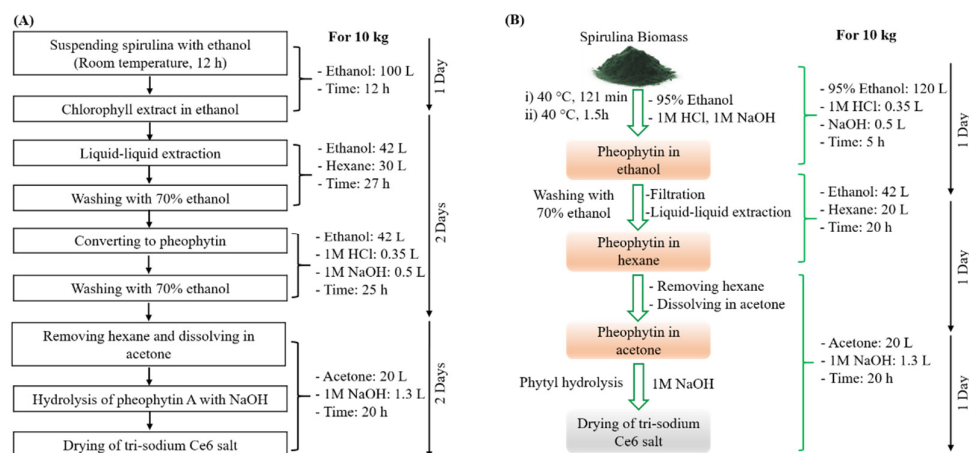 (A)
For 10 kg
Suspending spirulina with ethanol
(Room temperature, 12 h)
- Ethanol: 100 L
- Time: 12 h
1 Day
Chlorophyll extract in ethanol
Liquid-liquid extraction
- Ethanol: 42 L
- Hexane: 30 L
- Time: 27 h
Washing with 70% ethanol
Converting to pheophytin
- Ethanol: 42 L
- 1M HCl: 0.35 L
- 1M NaOH: 0.5 L
- Time: 25 h
Washing with 70% ethanol
2 Days
Removing hexane and dissolving in
acetone
Hydrolysis of pheophytin A with NaOH
- Acetone: 20 L
- 1M NaOH: 1.3 L
- Time: 20 h
Drying of tri-sodium Ce6 salt
2 Days
(B)
For 10 kg
Spirulina Biomass
i) 40 °C, 121 min
ii) 40 °C, 1.5h
- 95% Ethanol
- 1M HCl, 1M NaOH
- 95% Ethanol: 120 L
- 1M HCl: 0.35 L
- NaOH: 0.5 L
- Time: 5 h
1 Day
Pheophytin in
ethanol
Washing with
70% ethanol
-Filtration
-Liquid-liquid extraction
- Ethanol: 42 L
- Hexane: 20 L
- Time: 20 h
1 Day
Pheophytin in
hexane
- Removing hexane
- Dissolving in acetone
Pheophytin in
acetone
Phytyl hydrolysis
1M NaOH
- Acetone: 20 L
- 1M NaOH: 1.3 L
- Time: 20 h
1 Day
Drying of tri-sodium
Ce6 salt